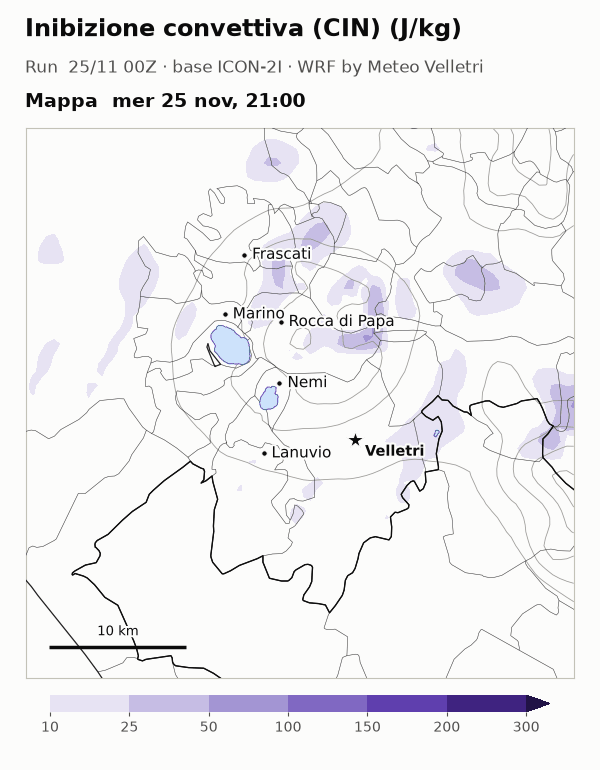 Inibizione convettiva (CIN) (J/kg)
Run  25/11 00Z · base ICON-2I · WRF by Meteo Velletri
Mappa  mer 25 nov, 21:00
Frascati
Marino
Rocca di Papa
Nemi
Velletri
Lanuvio
10 km
10 25 50 100 150 200 300